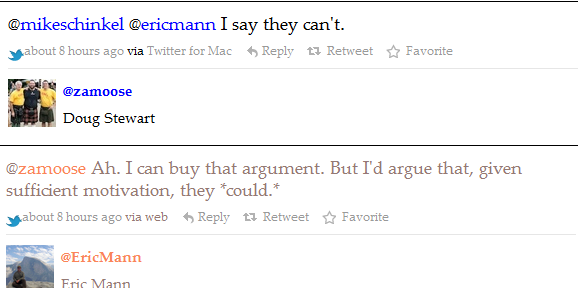 @mikeschinkel @ericmann I say they can't.
about 8 hours ago via Twitter for Mac Reply Retweet Favorite
@zamoose
Doug Stewart
@zamoose Ah. I can buy that argument. But I'd argue that, given
sufficient motivation, they *could.*
about 8 hours ago via web Reply Retweet Favorite
@EricMann
Eric Mann